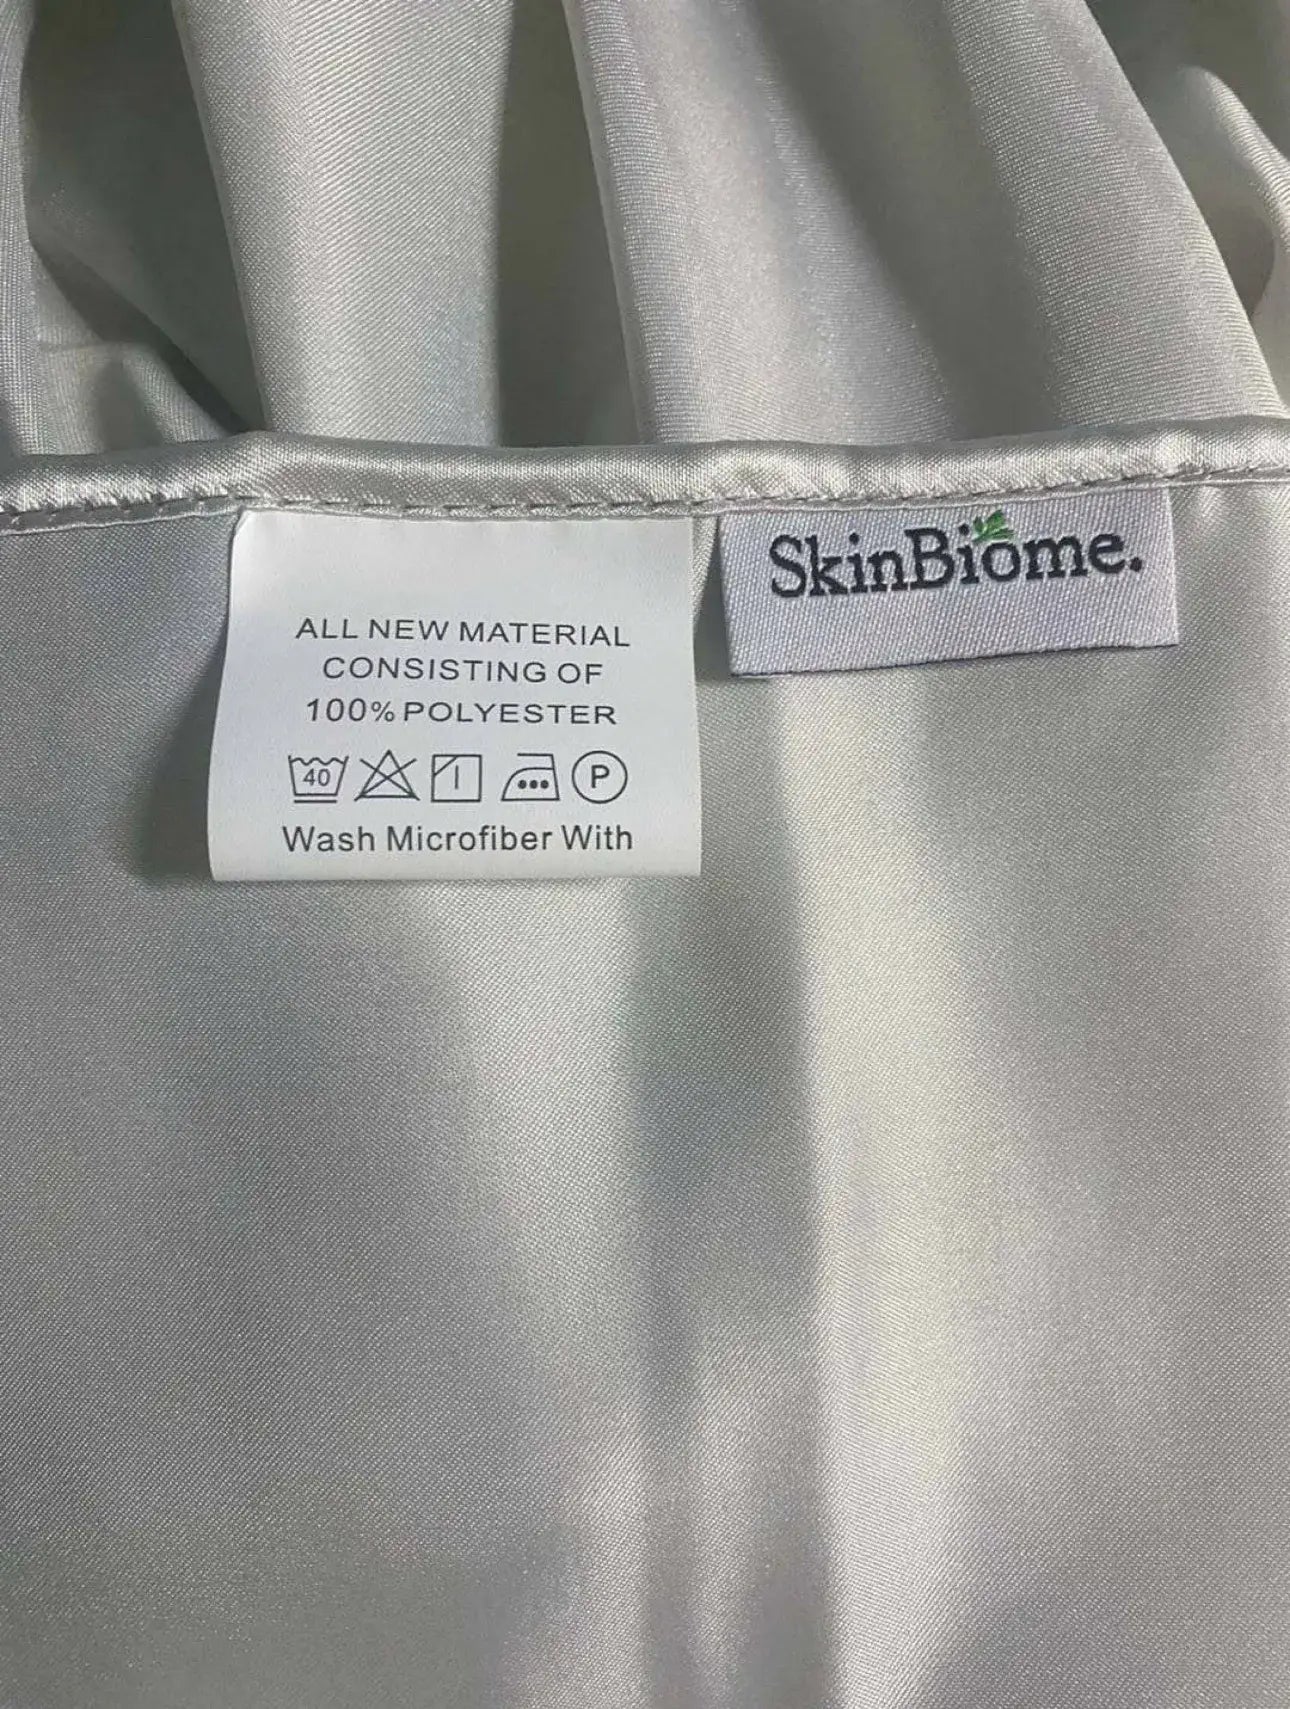 ALL NEW MATERIAL
CONSISTING OF
100% POLYESTER
40 P
Wash Microfiber With
SkinBiome.